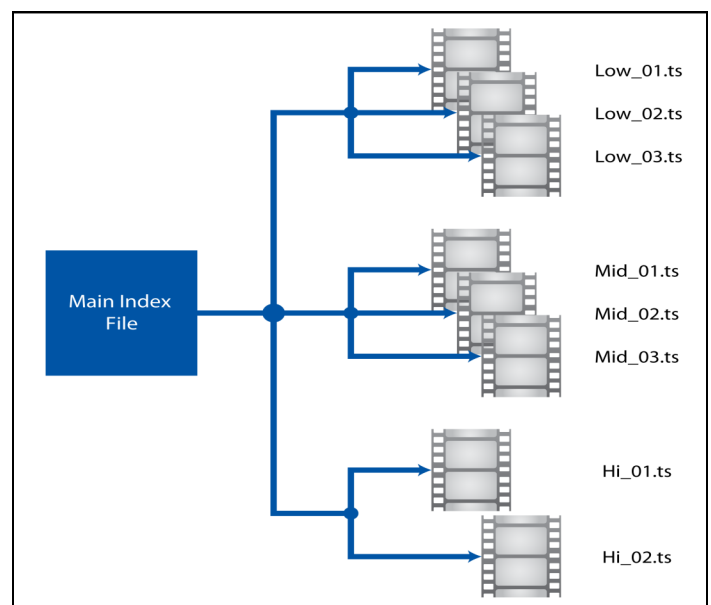 Low_01.ts
Low_02.ts
Low_03.ts
Main Index
File
Mid_01.ts
Mid_02.ts
Mid_03.ts
Hi_01.ts
Hi_02.ts